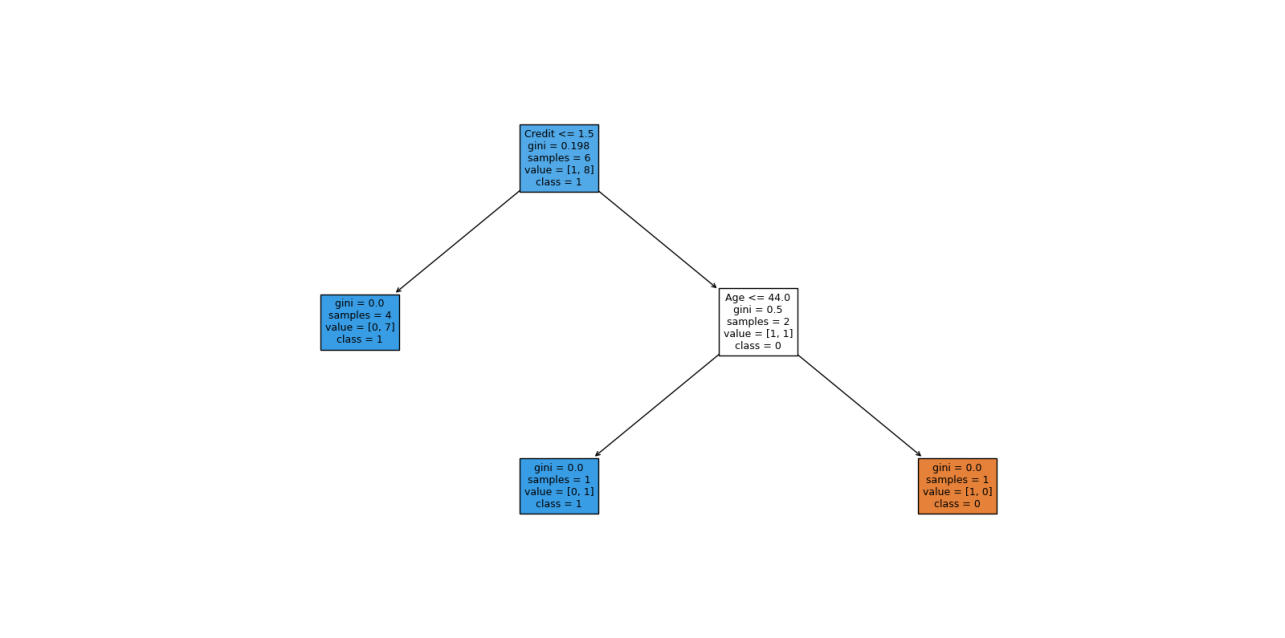 Credit <= 1.5
gini = 0.198
samples = 6
value = [1, 8]
class = 1
gini = 0.0
samples = 4
value = [0, 7]
class = 1
Age <= 44.0
gini = 0.5
samples = 2
value = [1, 1]
class = 0
gini = 0.0
samples = 1
value = [0, 1]
class = 1
gini = 0.0
samples = 1
value = [1, 0]
class = 0